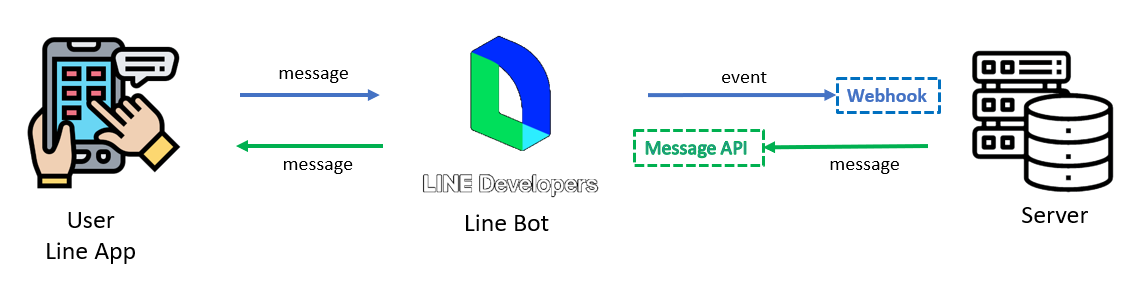 message
event
Webhook
message
Message API
message
LINE Developers
User
Line App
Line Bot
Server